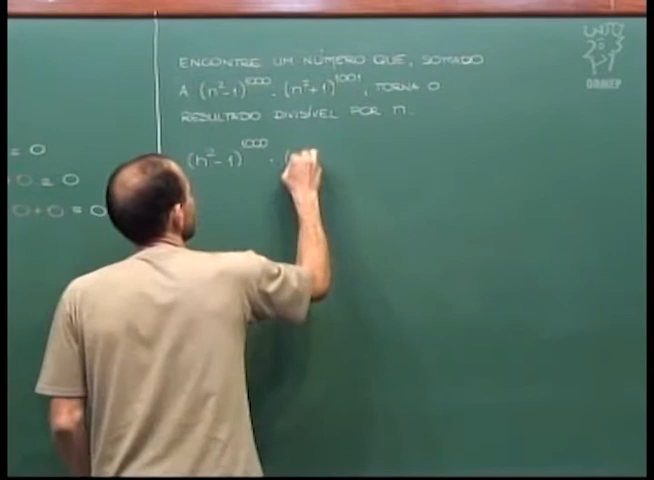 ENCONTRE UM NÚMERO QUE, SOMADO
A (n²-1)¹⁰⁰⁰ . (n²+1)¹⁰⁰¹, TORNA O
RESULTADO DIVISÍVEL POR n.
(n²-1)¹⁰⁰⁰ . (
= 0
+0 = 0
0+0 = 0
OBMEP